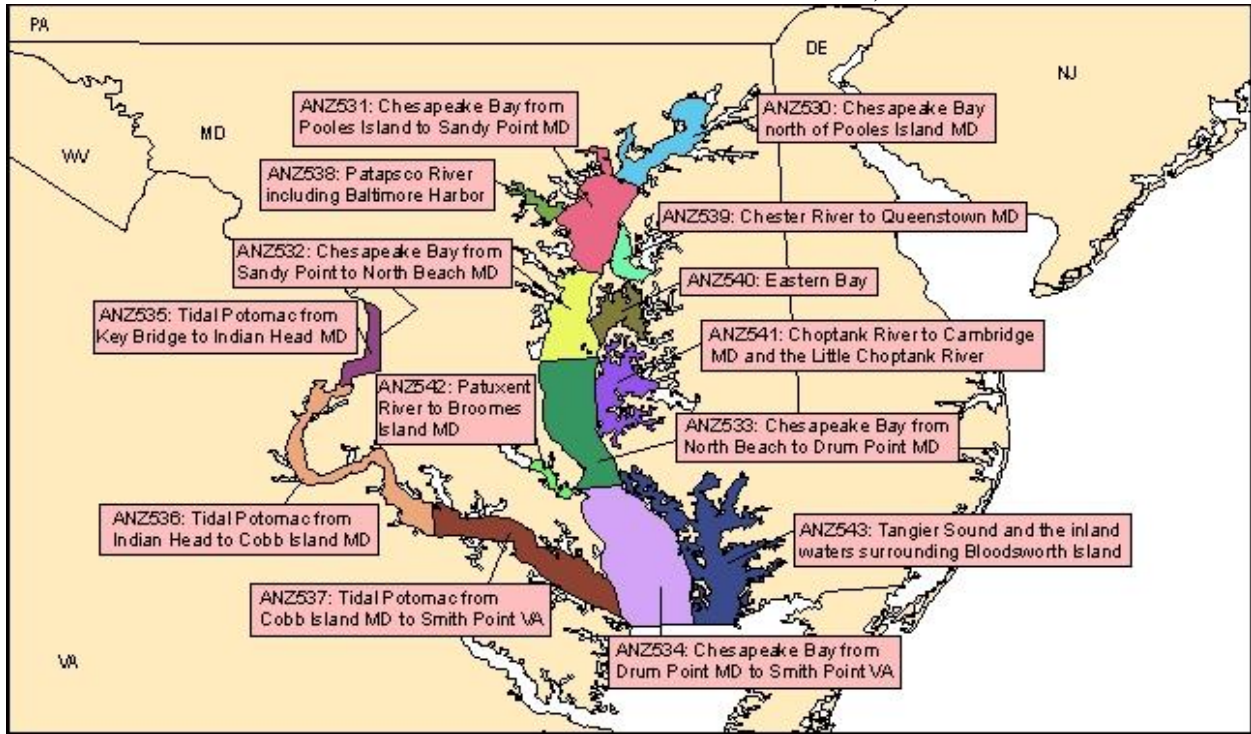 PA
DE
NJ
MD
WV
VA
ANZ531: Chesapeake Bay from
Pooles Island to Sandy Point MD
ANZ530: Chesapeake Bay
north of Pooles Island MD
ANZ538: Patapsco River
including Baltimore Harbor
ANZ539: Chester River to Queenstown MD
ANZ532: Chesapeake Bay from
Sandy Point to North Beach MD
ANZ540: Eastern Bay
ANZ535: Tidal Potomac from
Key Bridge to Indian Head MD
ANZ541: Choptank River to Cambridge
MD and the Little Choptank River
ANZ542: Patuxent
River to Broomes
Island MD
ANZ533: Chesapeake Bay from
North Beach to Drum Point MD
ANZ536: Tidal Potomac from
Indian Head to Cobb Island MD
ANZ543: Tangier Sound and the inland
waters surrounding Bloodsworth Island
ANZ537: Tidal Potomac from
Cobb Island MD to Smith Point VA
ANZ534: Chesapeake Bay from
Drum Point MD to Smith Point VA